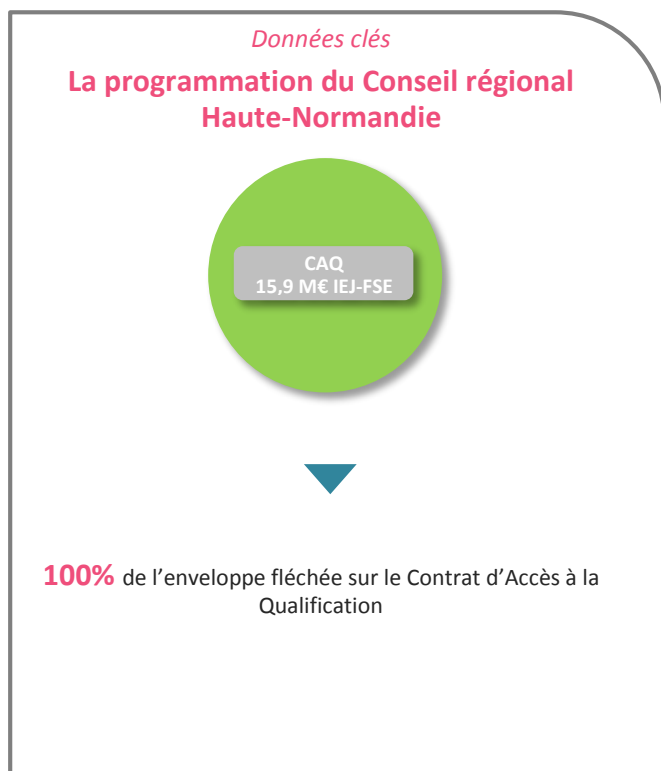 Données clés
La programmation du Conseil régional
Haute-Normandie
CAQ
15,9 M€ IEJ-FSE
100% de l’enveloppe fléchée sur le Contrat d’Accès à la
Qualification